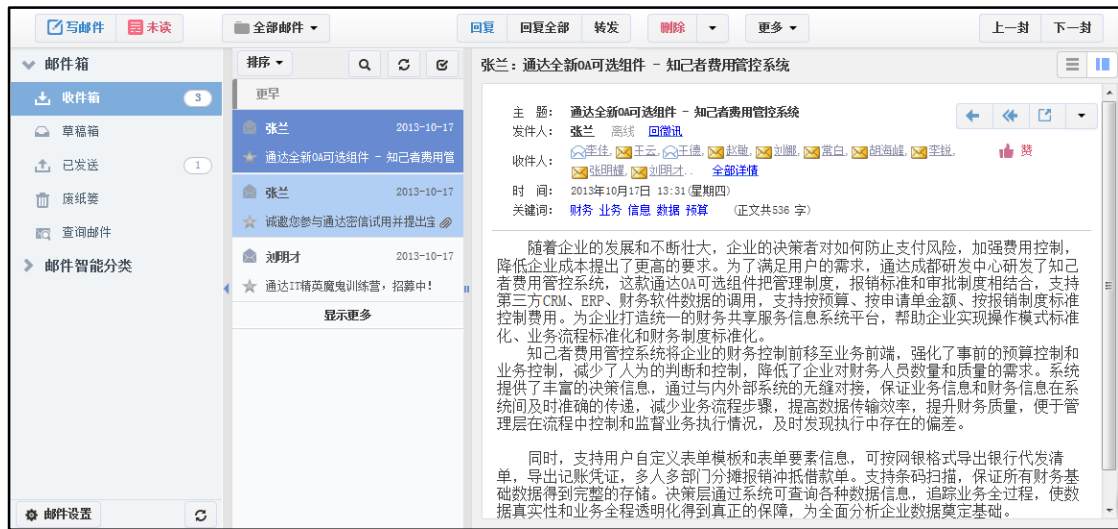 写邮件 未读 全部邮件 回复 回复全部 转发 删除 更多 上一封 下一封
邮件箱
收件箱 3
草稿箱
已发送 1
废纸篓
查询邮件
邮件智能分类
邮件设置
排序
更早
张兰 2013-10-17
通达全新OA可选组件 - 知己者费用管
张兰 2013-10-17
诚邀您参与通达密信试用并提出宝
刘明才 2013-10-17
通达IT精英魔鬼训练营，招募中！
显示更多
张兰：通达全新OA可选组件 - 知己者费用管控系统
主 题： 通达全新OA可选组件 - 知己者费用管控系统
发件人： 张兰 离线 回微讯
收件人： 李佳, 王云, 王德, 赵敏, 刘娜, 常白, 胡海峰, 李锐,
张明耀, 刘明才.. 全部详情
赞
时 间： 2013年10月17日 13:31(星期四)
关键词： 财务 业务 信息 数据 预算 (正文共536 字)
随着企业的发展和不断壮大，企业的决策者对如何防止支付风险，加强费用控制，
降低企业成本提出了更高的要求。为了满足用户的需求，通达成都研发中心研发了知己
者费用管控系统，这款通达OA可选组件把管理制度，报销标准和审批制度相结合，支持
第三方CRM、ERP、财务软件数据的调用，支持按预算、按申请单金额、按报销制度标准
控制费用。为企业打造统一的财务共享服务信息系统平台，帮助企业实现操作模式标准
化、业务流程标准化和财务制度标准化。
知己者费用管控系统将企业的财务控制前移至业务前端，强化了事前的预算控制和
业务控制，减少了人为的判断和控制，降低了企业对财务人员数量和质量的需求。系统
提供了丰富的决策信息，通过与内外部系统的无缝对接，保证业务信息和财务信息在系
统间及时准确的传递，减少业务流程步骤，提高数据传输效率，提升财务质量，便于管
理层在流程中控制和监督业务执行情况，及时发现执行中存在的偏差。
同时，支持用户自定义表单模板和表单要素信息，可按网银格式导出银行代发清
单，导出记账凭证，多人多部门分摊报销冲抵借款单。支持条码扫描，保证所有财务基
础数据得到完整的存储。决策层通过系统可查询各种数据信息，追踪业务全过程，使数
据真实性和业务全程透明化得到真正的保障，为全面分析企业数据奠定基础。